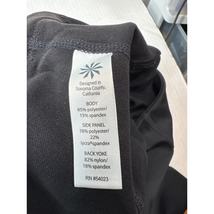 Designed in
Sonoma County,
California
BODY
85% polyester/
15% spandex
SIDE PANEL
78% polyester/
22%
lycra®spandex
BACK YOKE
82% nylon/
18% spandex
RN #54023